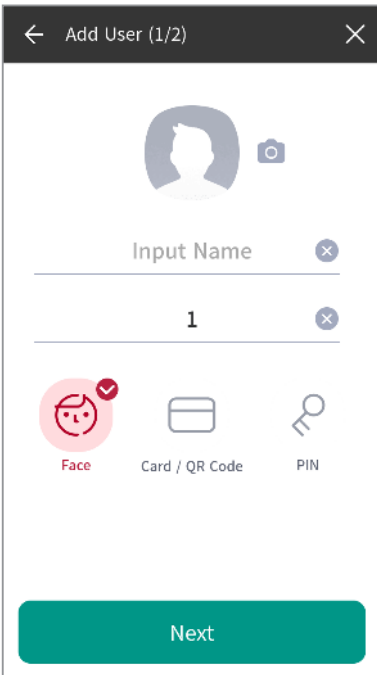 Add User (1/2)
Input Name
1
Face
Card / QR Code
PIN
Next